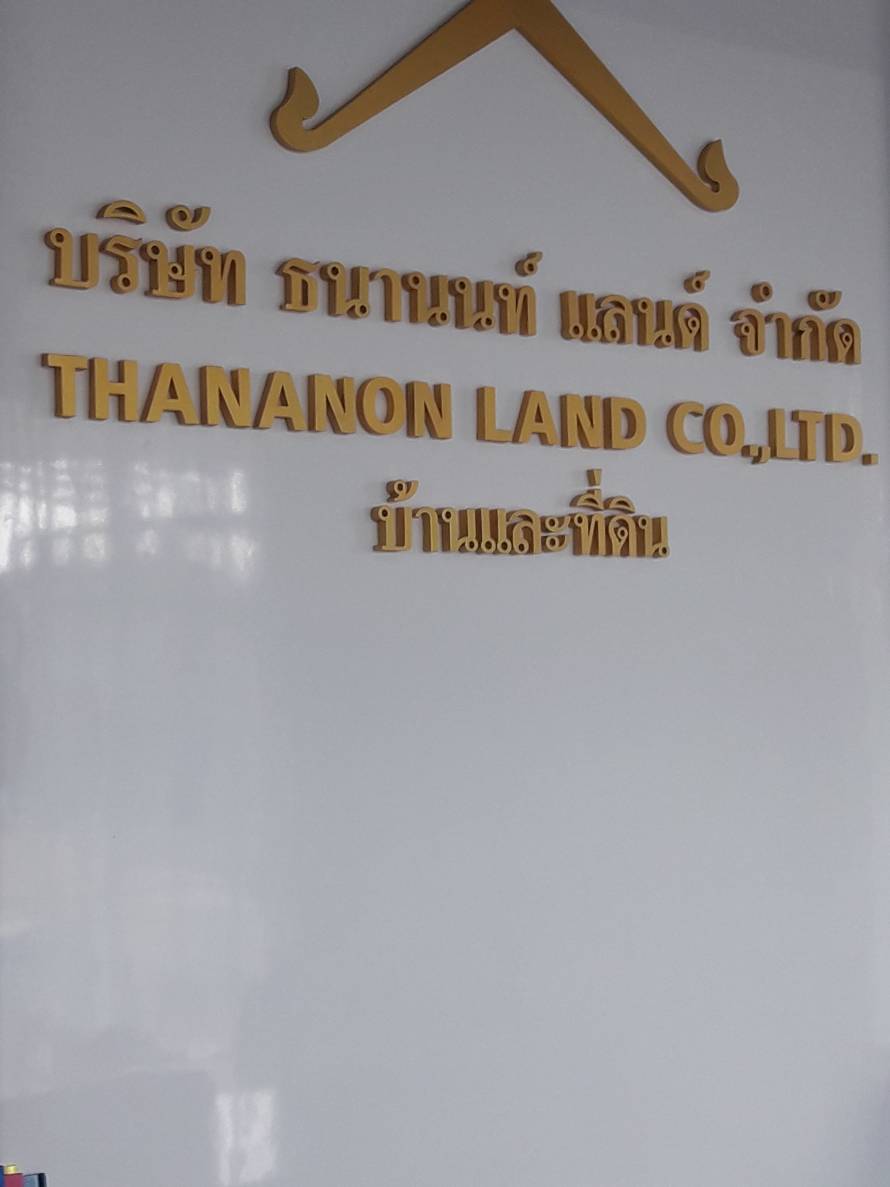 บริษัท ธนานนท์ แลนด์ จำกัด
THANANON LAND CO.,LTD.
บ้านและที่ดิน